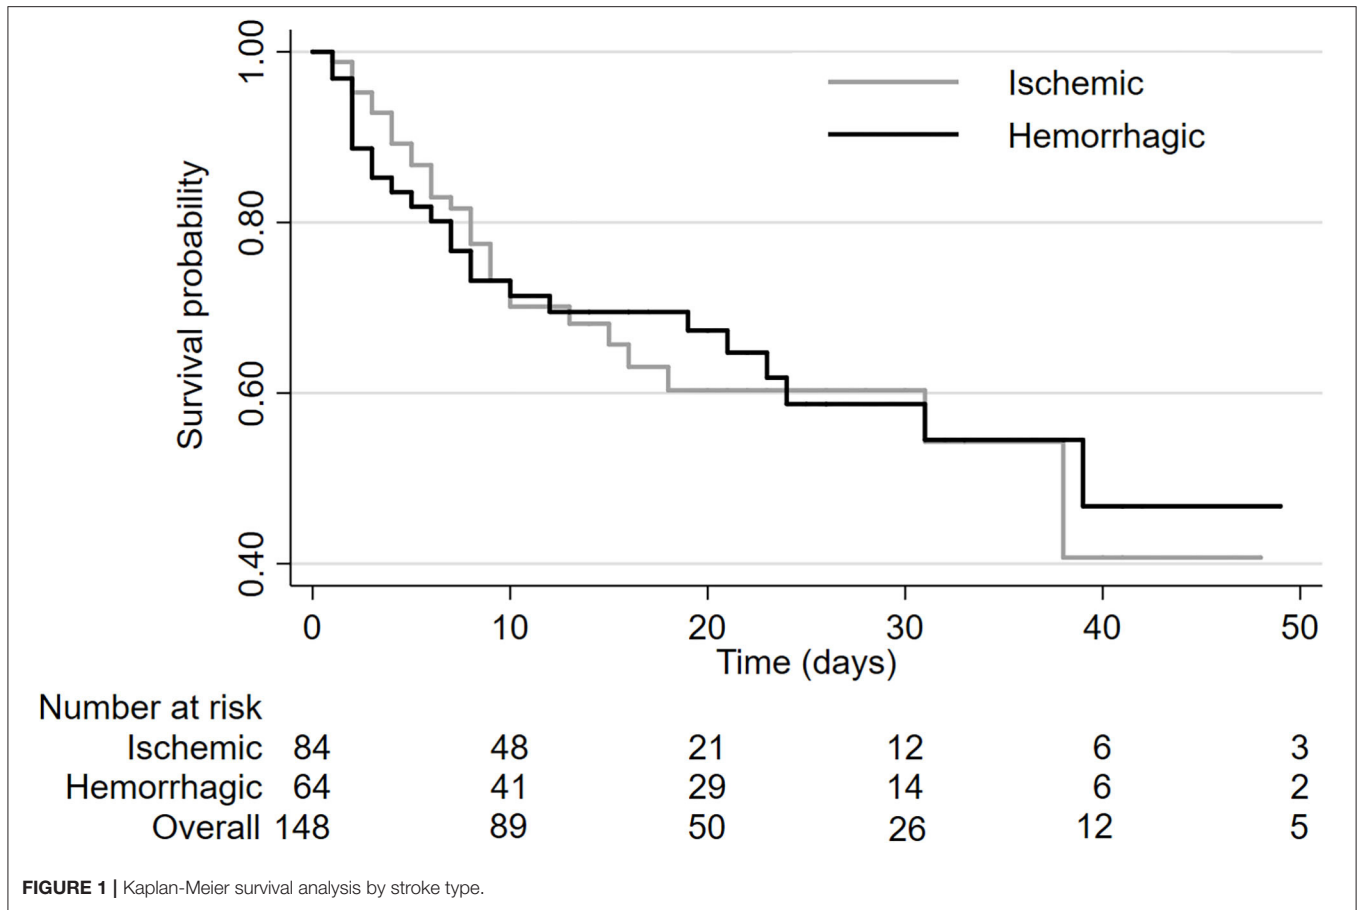 1.00
0.80
0.60
0.40
Survival probability
Ischemic
Hemorrhagic
0 10 20 30 40 50
Time (days)
Number at risk
Ischemic 84 48 21 12 6 3
Hemorrhagic 64 41 29 14 6 2
Overall 148 89 50 26 12 5
FIGURE 1 | Kaplan-Meier survival analysis by stroke type.